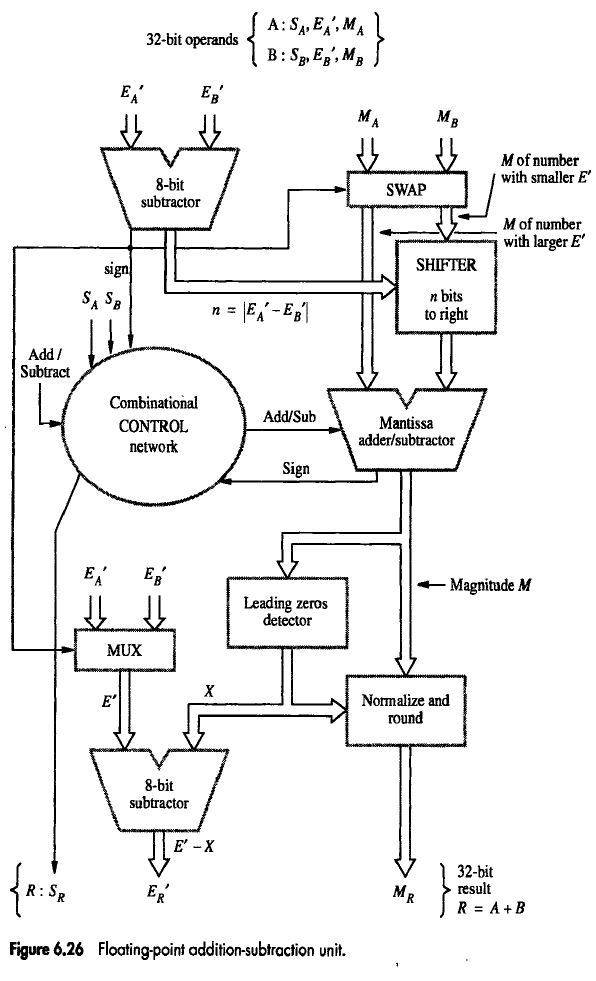 32-bit operands { A : S_A, E_A', M_A
B : S_B, E_B', M_B }
E_A' E_B'
M_A M_B
8-bit
subtractor
SWAP
M of number
with smaller E'
M of number
with larger E'
sign
SHIFTER
n bits
to right
n = |E_A' – E_B'|
S_A S_B
Add /
Subtract
Combinational
CONTROL
network
Add/Sub
Mantissa
adder/subtractor
Sign
E_A' E_B'
Leading zeros
detector
Magnitude M
MUX
E'
X
Normalize and
round
8-bit
subtractor
E' – X
{ R : S_R
E_R'
M_R
32-bit
result
R = A + B
Figure 6.26 Floating-point addition-subtraction unit.